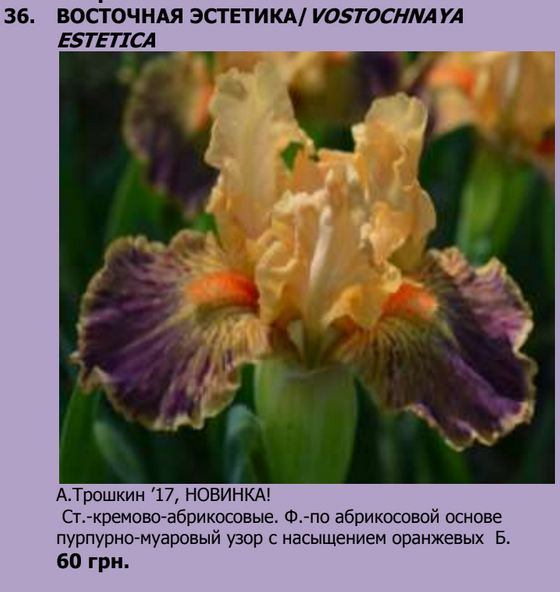 36. ВОСТОЧНАЯ ЭСТЕТИКА/VOSTOCHNAYA
ESTETICA
А.Трошкин ’17, НОВИНКА!
Ст.-кремово-абрикосовые. Ф.-по абрикосовой основе
пурпурно-муаровый узор с насыщением оранжевых Б.
60 грн.